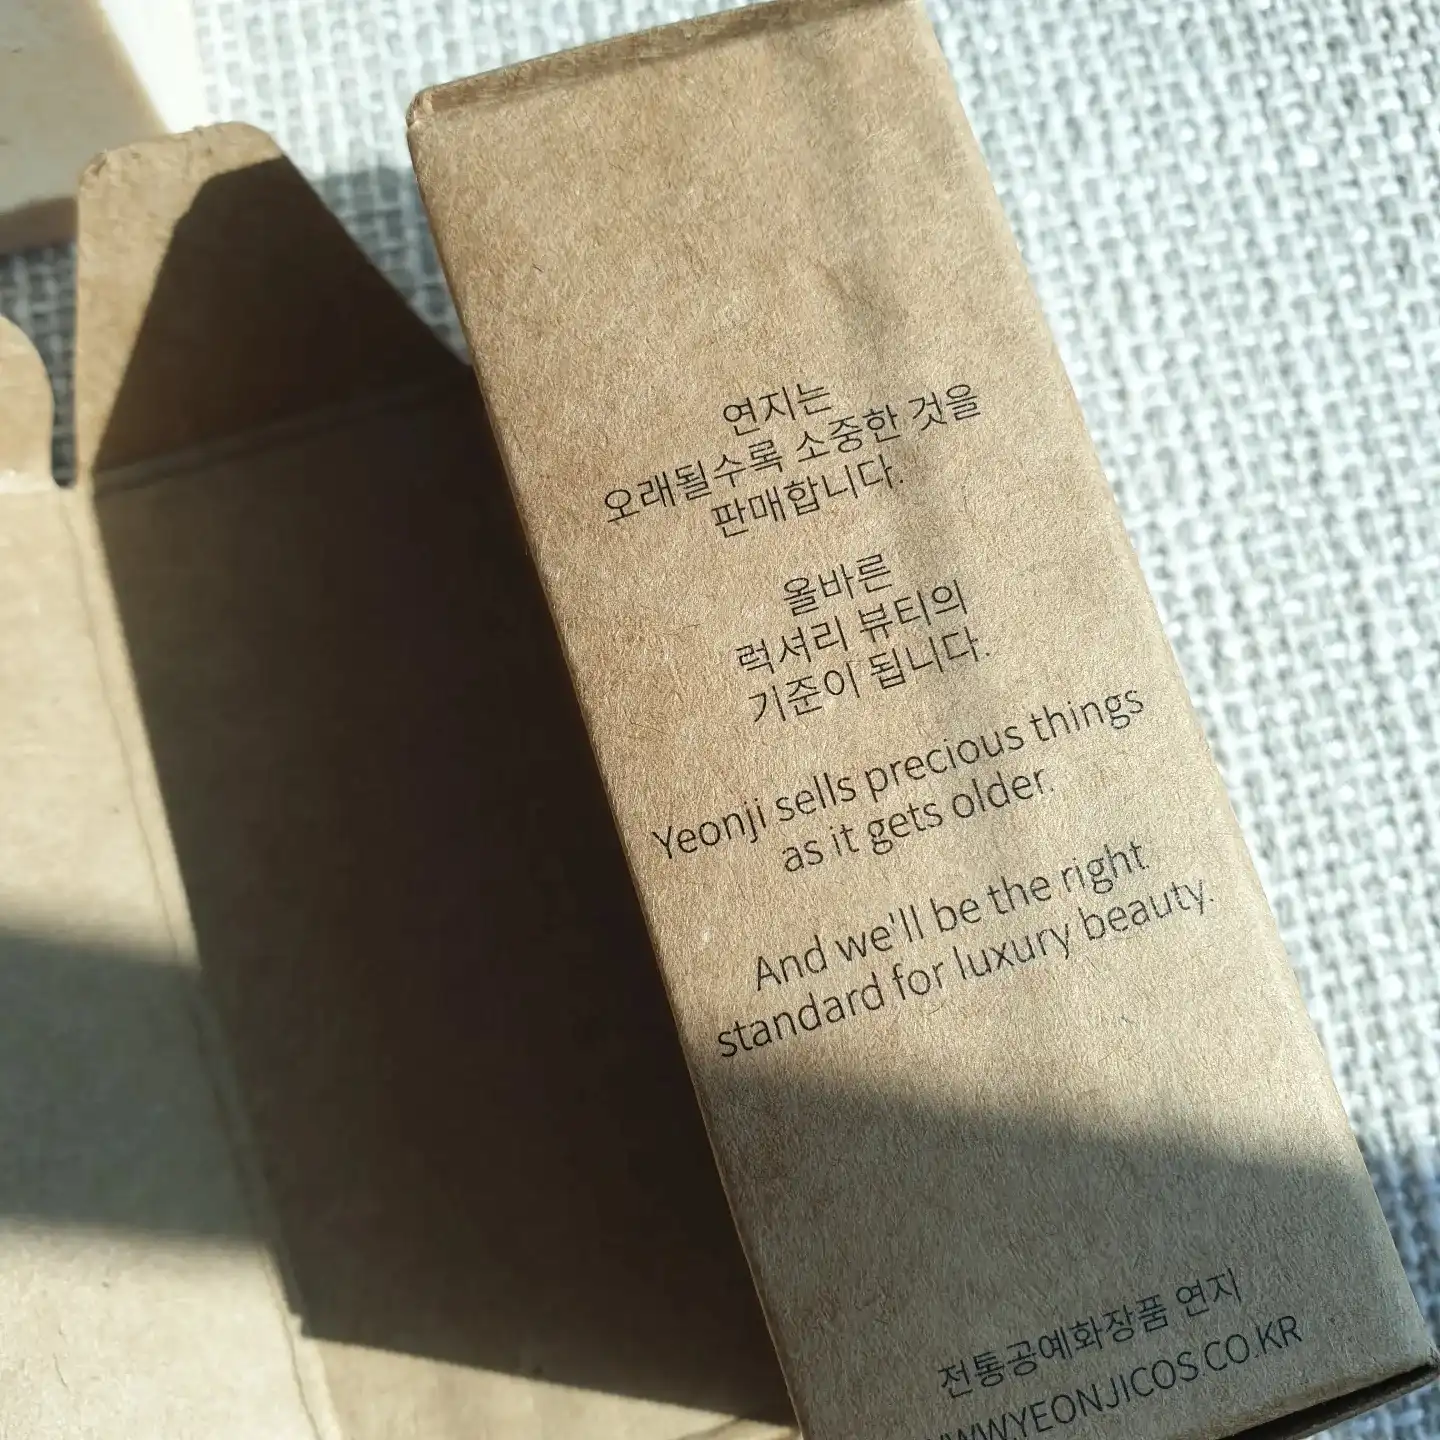 연지는
오래될수록 소중한 것을
판매합니다.
올바른
럭셔리 뷰티의
기준이 됩니다.
Yeonji sells precious things
as it gets older.
And we'll be the right
standard for luxury beauty.
전통공예화장품 연지
WWW.YEONJICOS.CO.KR